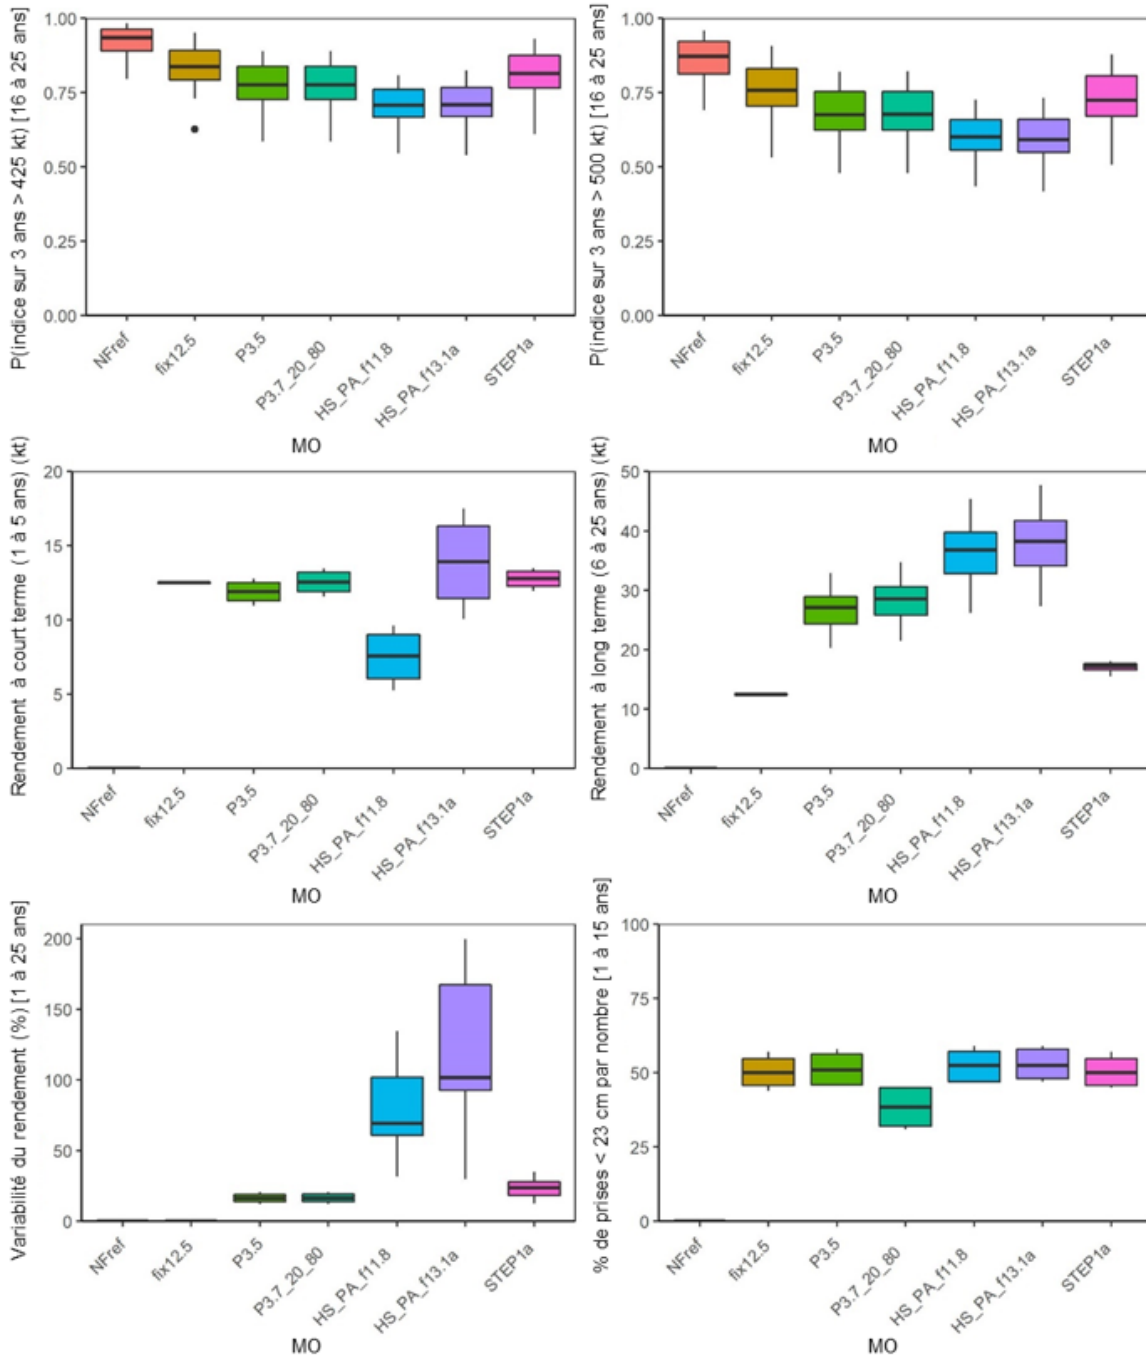 P(indice sur 3 ans > 425 kt) [16 à 25 ans]
1.00
0.75
0.50
0.25
0.00
NFref
fix12.5
P3.5
P3.7_20_80
HS_PA_f11.8
HS_PA_f13.1a
STEP1a
MO
P(indice sur 3 ans > 500 kt) [16 à 25 ans]
1.00
0.75
0.50
0.25
0.00
NFref
fix12.5
P3.5
P3.7_20_80
HS_PA_f11.8
HS_PA_f13.1a
STEP1a
MO
Rendement à court terme (1 à 5 ans) (kt)
20
15
10
5
0
NFref
fix12.5
P3.5
P3.7_20_80
HS_PA_f11.8
HS_PA_f13.1a
STEP1a
MO
Rendement à long terme (6 à 25 ans) (kt)
50
40
30
20
10
0
NFref
fix12.5
P3.5
P3.7_20_80
HS_PA_f11.8
HS_PA_f13.1a
STEP1a
MO
Variabilité du rendement (%) [1 à 25 ans]
200
150
100
50
0
NFref
fix12.5
P3.5
P3.7_20_80
HS_PA_f11.8
HS_PA_f13.1a
STEP1a
MO
% de prises < 23 cm par nombre [1 à 15 ans]
100
75
50
25
0
NFref
fix12.5
P3.5
P3.7_20_80
HS_PA_f11.8
HS_PA_f13.1a
STEP1a
MO